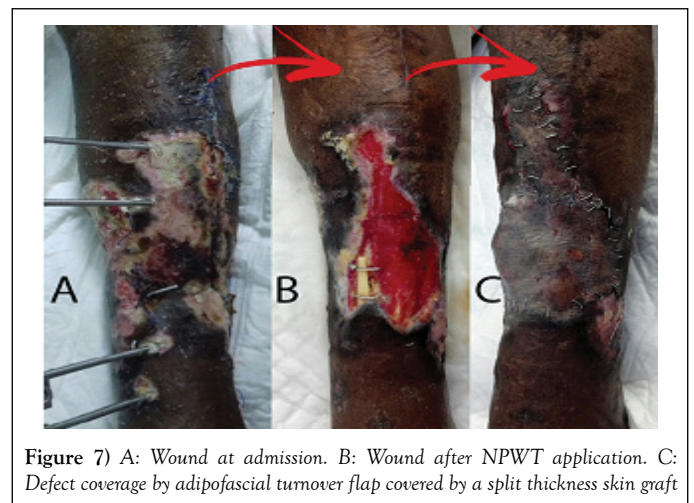 A
B
C
Figure 7) A: Wound at admission. B: Wound after NPWT application. C:
Defect coverage by adipofascial turnover flap covered by a split thickness skin graft